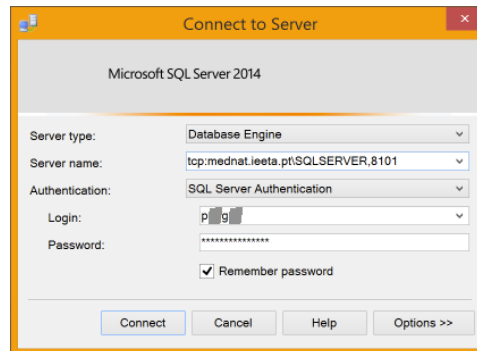 Connect to Server
Microsoft SQL Server 2014
Server type: Database Engine
Server name: tcp:mednat.ieeta.pt\SQLSERVER,8101
Authentication: SQL Server Authentication
Login:
Password: ***************
Remember password
Connect Cancel Help Options >>